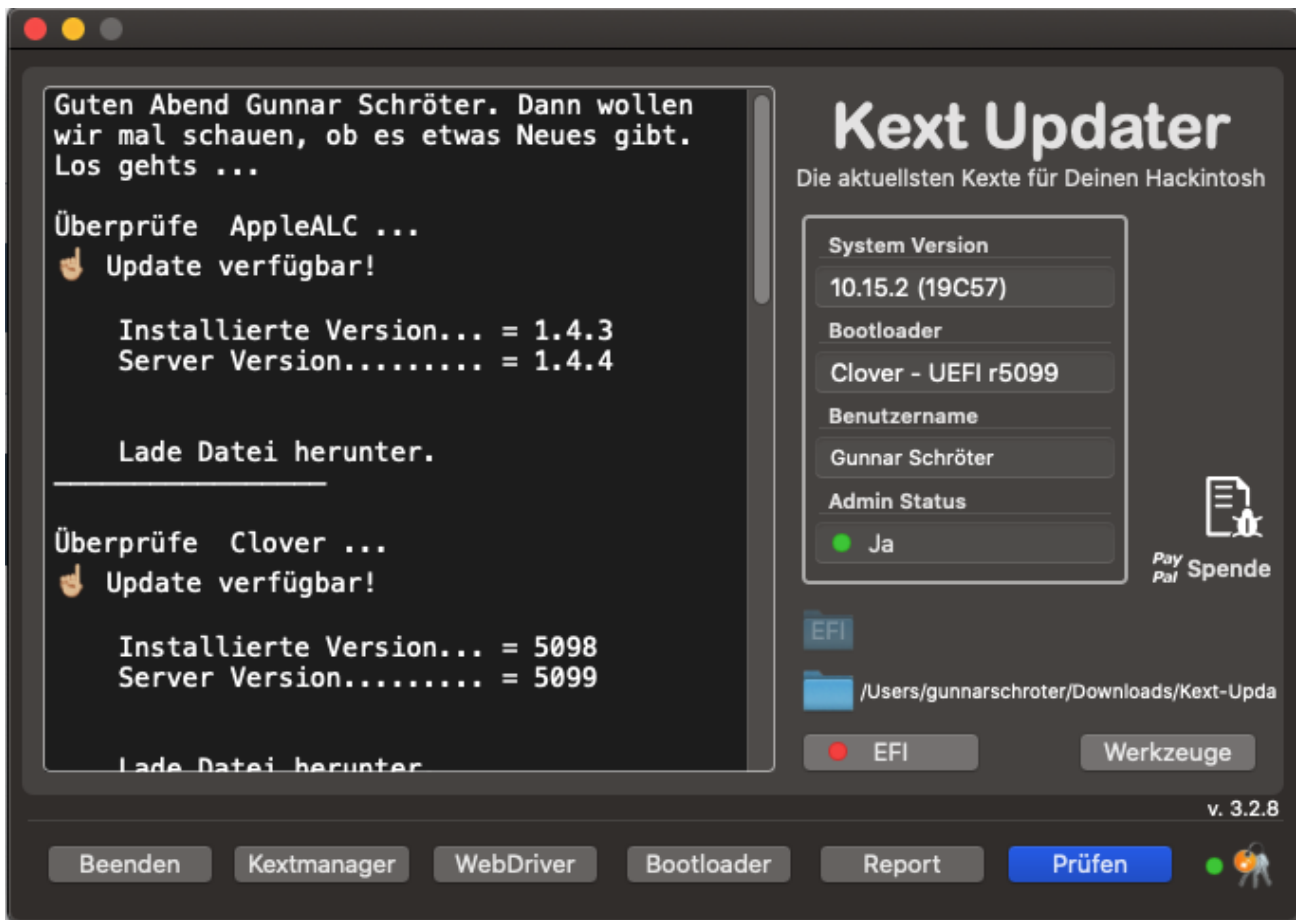 Guten Abend Gunnar Schröter. Dann wollen
wir mal schauen, ob es etwas Neues gibt.
Los gehts ...
Überprüfe  AppleALC ...
☝🏼 Update verfügbar!
Installierte Version... = 1.4.3
Server Version......... = 1.4.4
Lade Datei herunter.
Überprüfe  Clover ...
☝🏼 Update verfügbar!
Installierte Version... = 5098
Server Version......... = 5099
Lade Datei herunter
Kext Updater
Die aktuellsten Kexte für Deinen Hackintosh
System Version
10.15.2 (19C57)
Bootloader
Clover - UEFI r5099
Benutzername
Gunnar Schröter
Admin Status
Ja
Pay
Pal
Spende
EFI
/Users/gunnarschroter/Downloads/Kext-Upda
EFI
Werkzeuge
v. 3.2.8
Beenden
Kextmanager
WebDriver
Bootloader
Report
Prüfen